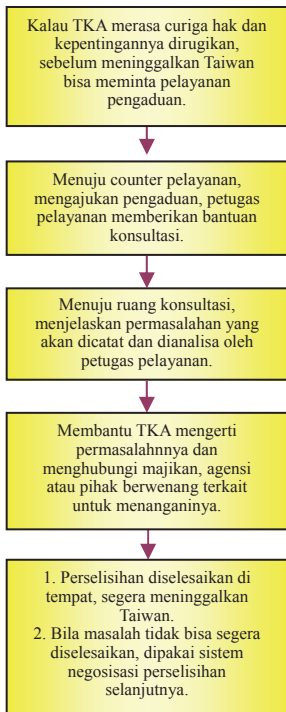 Kalau TKA merasa curiga hak dan
kepentingannya dirugikan,
sebelum meninggalkan Taiwan
bisa meminta pelayanan
pengaduan.
Menuju counter pelayanan,
mengajukan pengaduan, petugas
pelayanan memberikan bantuan
konsultasi.
Menuju ruang konsultasi,
menjelaskan permasalahan yang
akan dicatat dan dianalisa oleh
petugas pelayanan.
Membantu TKA mengerti
permasalahnnya dan
menghubungi majikan, agensi
atau pihak berwenang terkait
untuk menanganinya.
1. Perselisihan diselesaikan di
tempat, segera meninggalkan
Taiwan.
2. Bila masalah tidak bisa segera
diselesaikan, dipakai sistem
negosisasi perselisihan
selanjutnya.